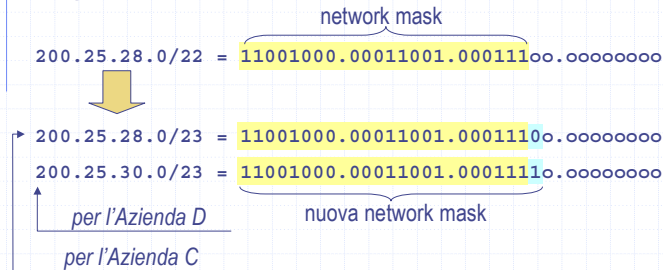 network mask
200.25.28.0/22 = 11001000.00011001.000111oo.oooooooo
200.25.28.0/23 = 11001000.00011001.0001110o.oooooooo
200.25.30.0/23 = 11001000.00011001.0001111o.oooooooo
per l'Azienda D
nuova network mask
per l'Azienda C